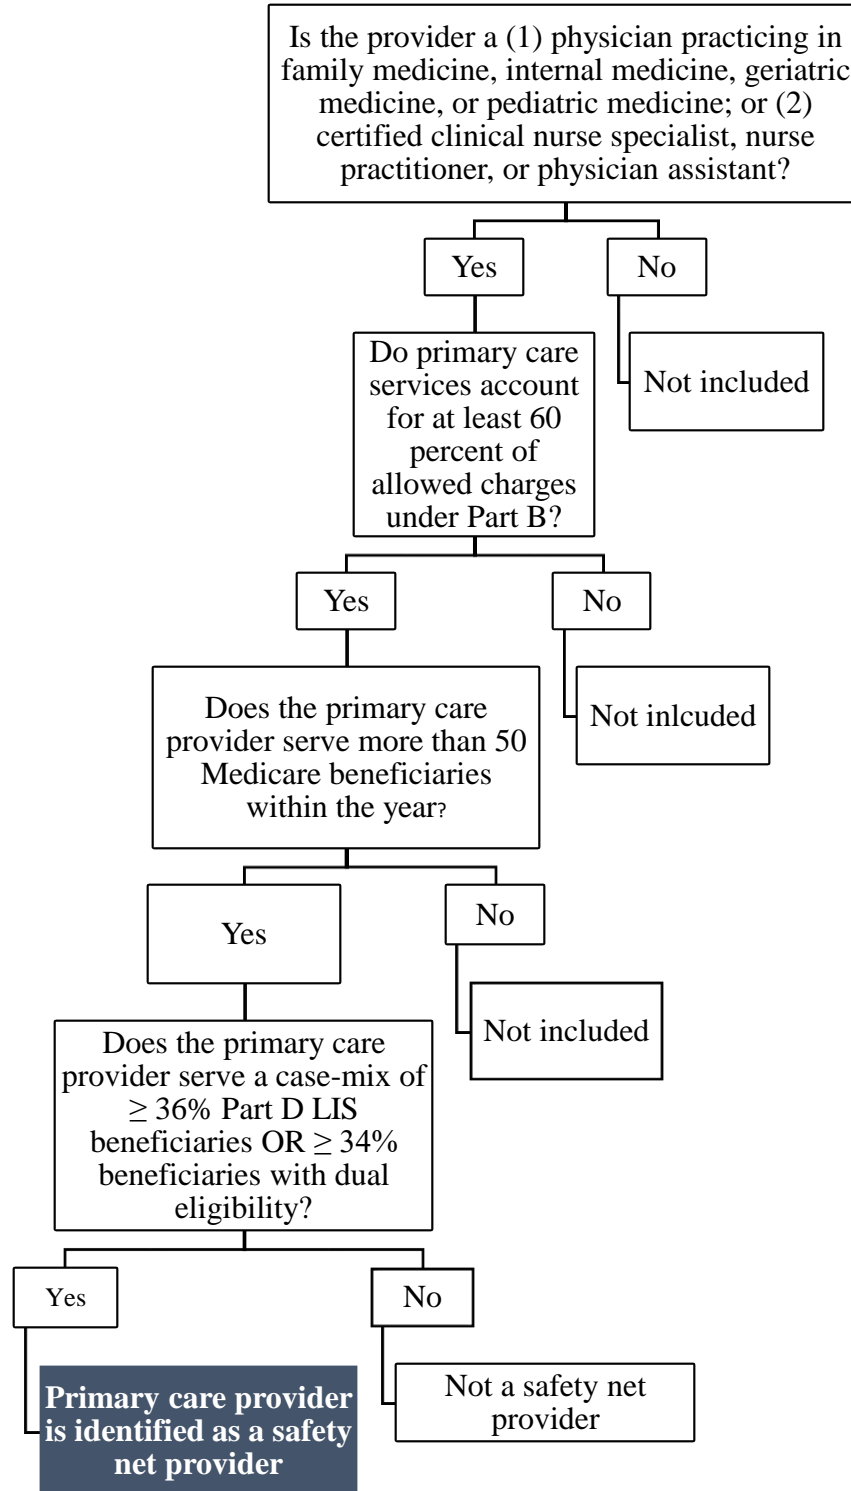 Is the provider a (1) physician practicing in
family medicine, internal medicine, geriatric
medicine, or pediatric medicine; or (2)
certified clinical nurse specialist, nurse
practitioner, or physician assistant?
Yes
No
Do primary care
services account
for at least 60
percent of
allowed charges
under Part B?
Not included
Yes
No
Does the primary care
provider serve more than 50
Medicare beneficiaries
within the year?
Not inlcuded
Yes
No
Not included
Does the primary care
provider serve a case-mix of
≥ 36% Part D LIS
beneficiaries OR ≥ 34%
beneficiaries with dual
eligibility?
Yes
No
Primary care provider
is identified as a safety
net provider
Not a safety net
provider